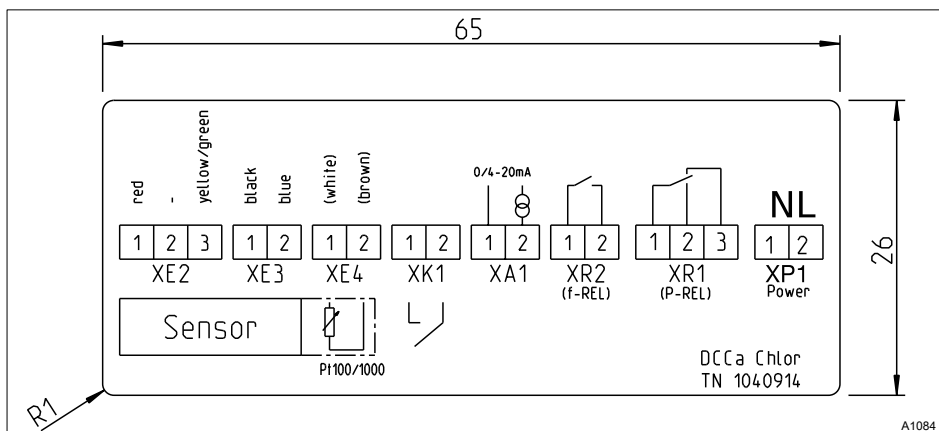 65
red
-
yellow/green
black
blue
(white)
(brown)
0/4-20mA
NL
1 2 3
1 2
1 2
1 2
1 2
1 2
1 2 3
1 2
XE2
XE3
XE4
XK1
XA1
XR2
(f-REL)
XR1
(P-REL)
XP1
Power
26
Sensor
Pt100/1000
DCCa Chlor
TN 1040914
R1
A1084